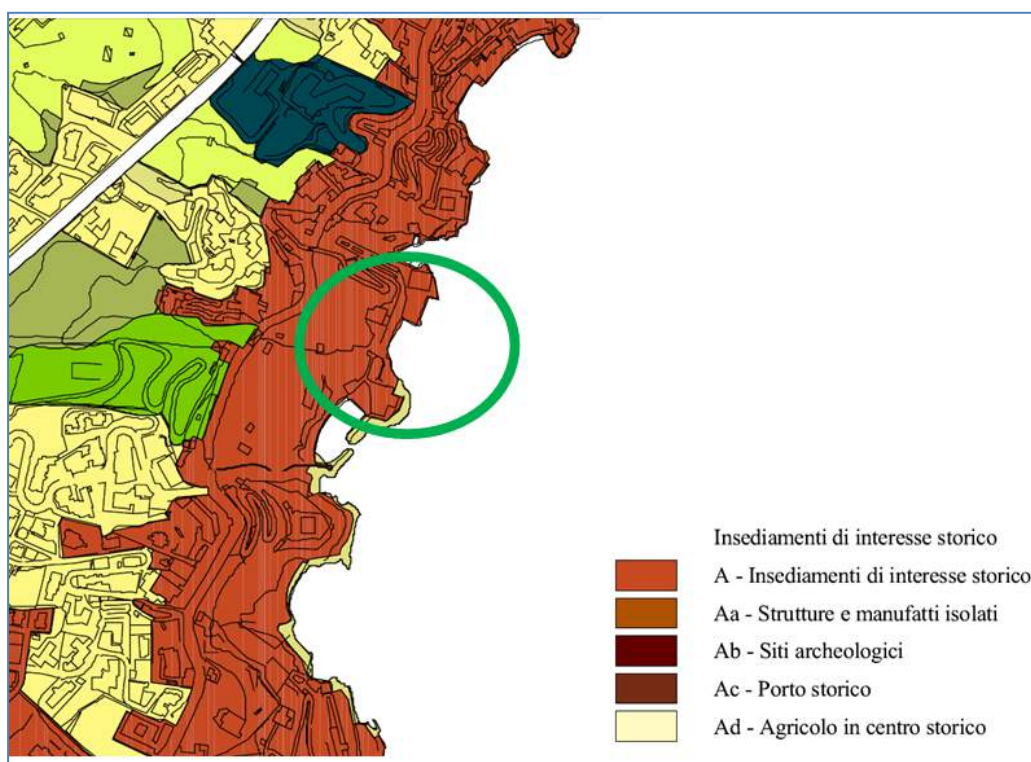 Insediamenti di interesse storico
A - Insediamenti di interesse storico
Aa - Strutture e manufatti isolati
Ab - Siti archeologici
Ac - Porto storico
Ad - Agricolo in centro storico